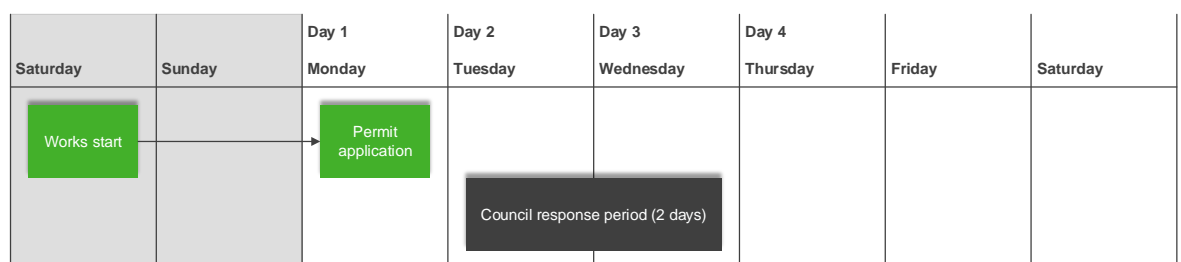 Day 1 Day 2 Day 3 Day 4
Saturday Sunday Monday Tuesday Wednesday Thursday Friday Saturday
Works start
Permit
application
Council response period (2 days)